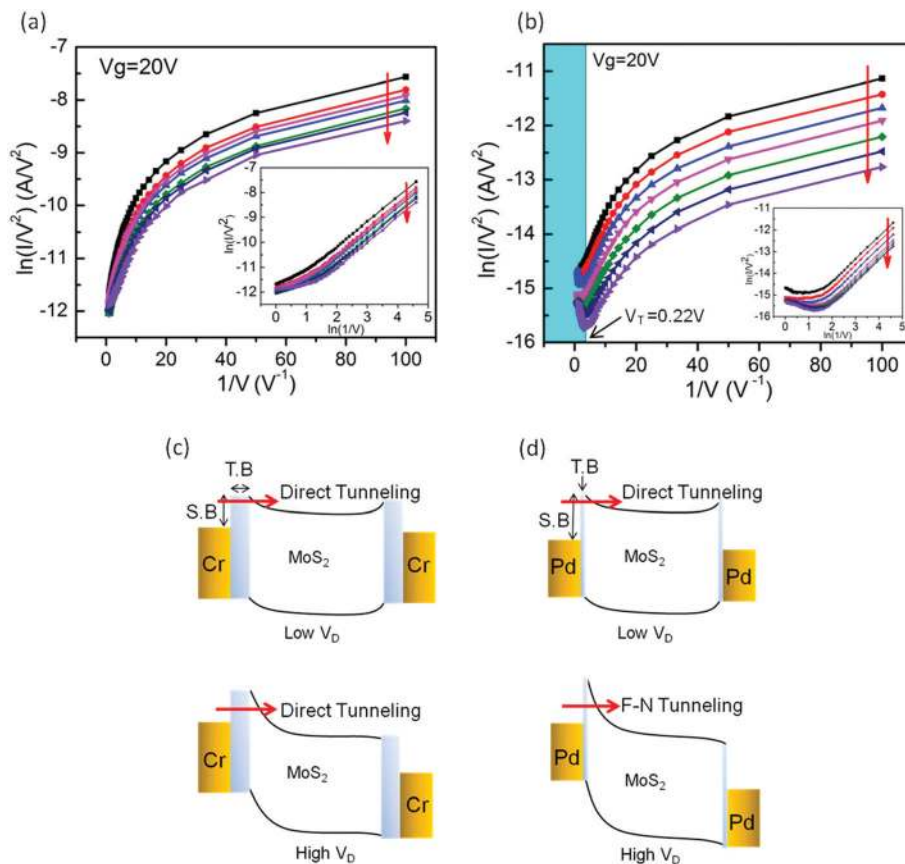 (a)
Vg=20V
ln(I/V²) (A/V²)
-7
-8
-9
-10
-11
-12
0 20 40 60 80 100
1/V (V⁻¹)
ln(I/V²)
-7
-8
-9
-10
-11
-12
0 1 2 3 4 5
ln(1/V)
(b)
Vg=20V
ln(I/V²) (A/V²)
-11
-12
-13
-14
-15
-16
0 20 40 60 80 100
1/V (V⁻¹)
V_T =0.22V
ln(I/V²)
-11
-12
-13
-14
-15
-16
0 1 2 3 4 5
ln(1/V)
(c)
T.B
Direct Tunneling
S.B
Cr
MoS₂
Cr
Low V_D
Direct Tunneling
Cr
MoS₂
Cr
High V_D
(d)
T.B
Direct Tunneling
S.B
Pd
MoS₂
Pd
Low V_D
F-N Tunneling
Pd
MoS₂
Pd
High V_D